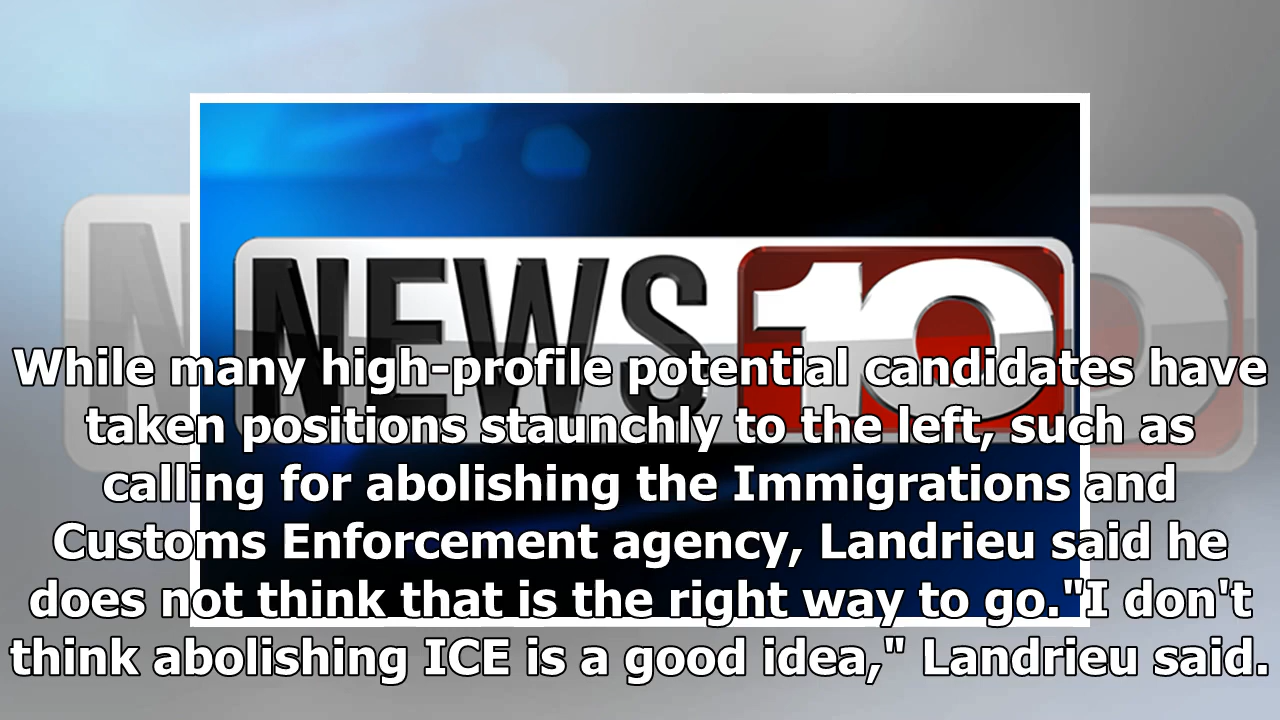 NEWS 10
While many high-profile potential candidates have
taken positions staunchly to the left, such as
calling for abolishing the Immigrations and
Customs Enforcement agency, Landrieu said he
does not think that is the right way to go."I don't
think abolishing ICE is a good idea," Landrieu said.